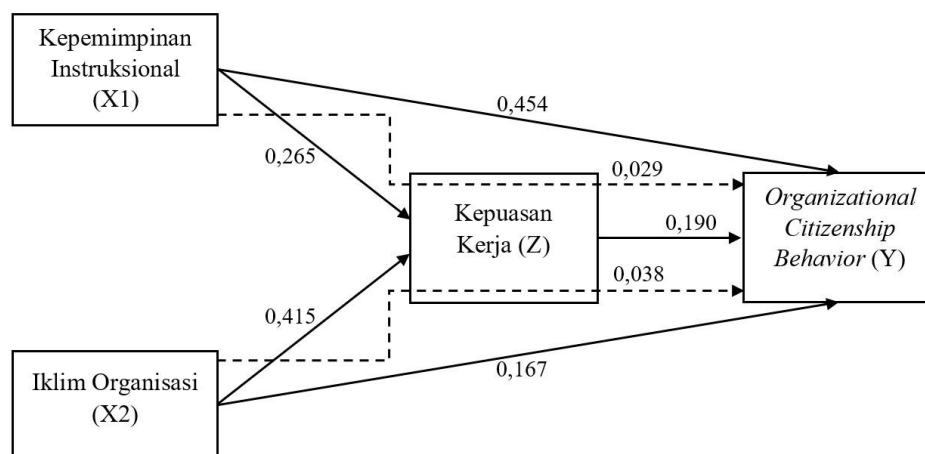 Kepemimpinan
Instruksional
(X1)
0,454
0,265
0,029
Kepuasan
Kerja (Z)
0,190
Organizational
Citizenship
Behavior (Y)
0,038
0,415
Iklim Organisasi
(X2)
0,167